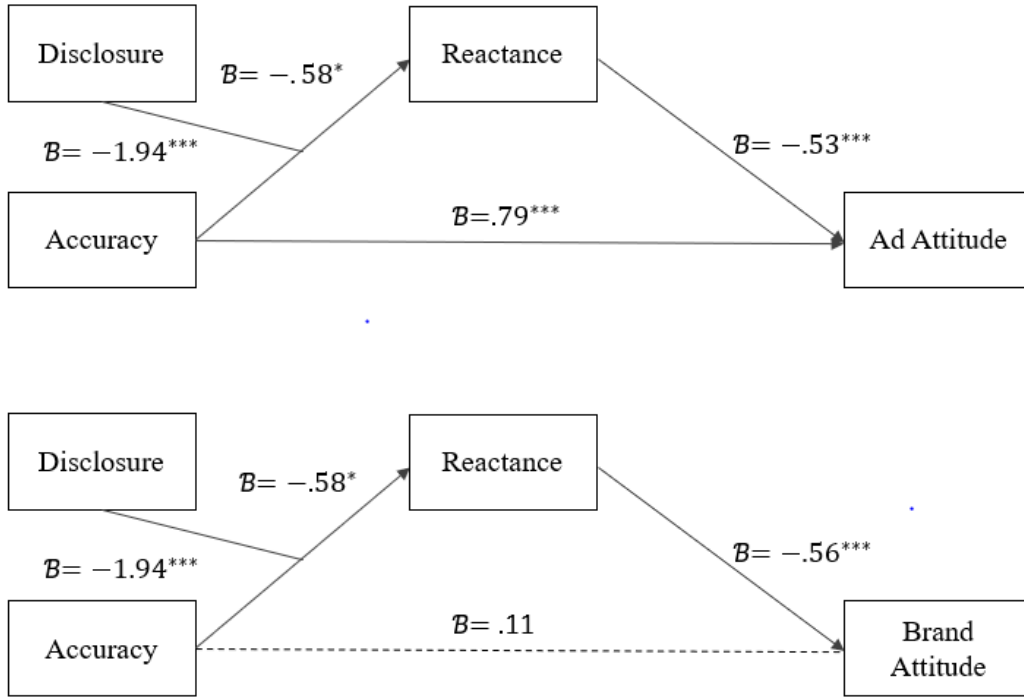 Disclosure
Reactance
ℬ= −.58*
ℬ= −1.94***
ℬ= −.53***
ℬ=.79***
Accuracy
Ad Attitude
Disclosure
Reactance
ℬ= −.58*
ℬ= −.56***
ℬ= −1.94***
ℬ= .11
Accuracy
Brand
Attitude